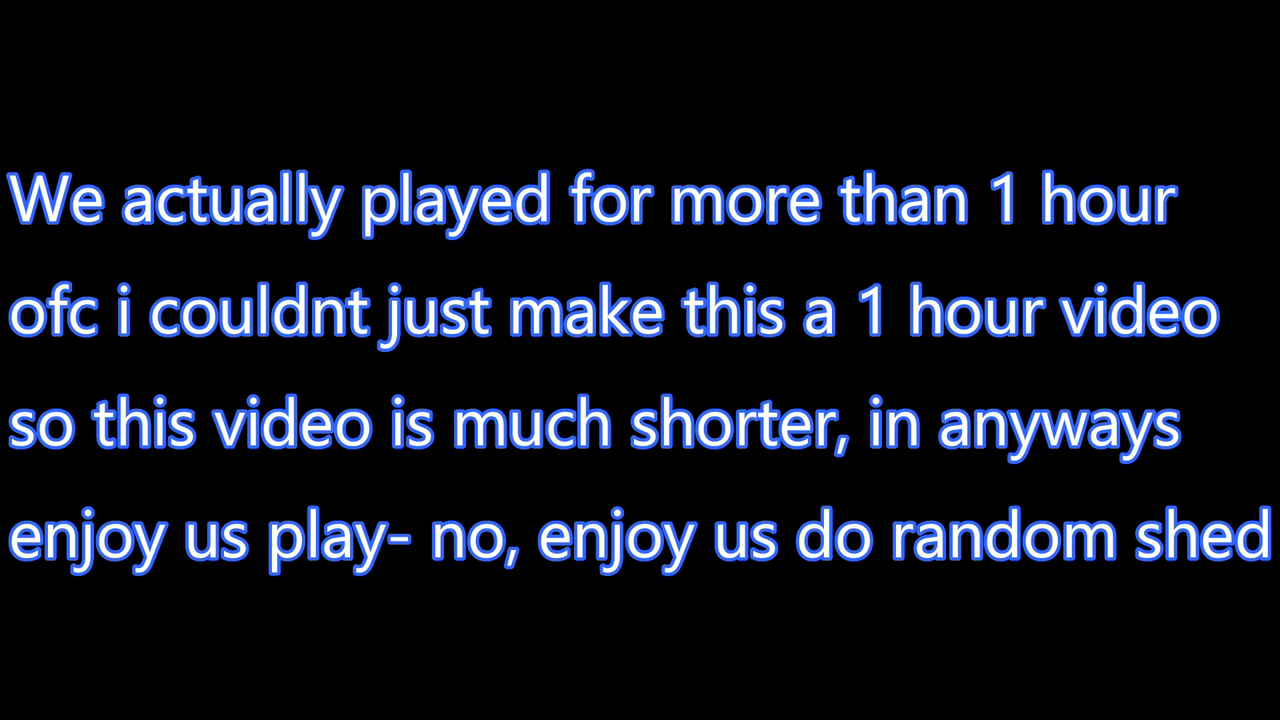 We actually played for more than 1 hour
ofc i couldnt just make this a 1 hour video
so this video is much shorter, in anyways
enjoy us play- no, enjoy us do random shed